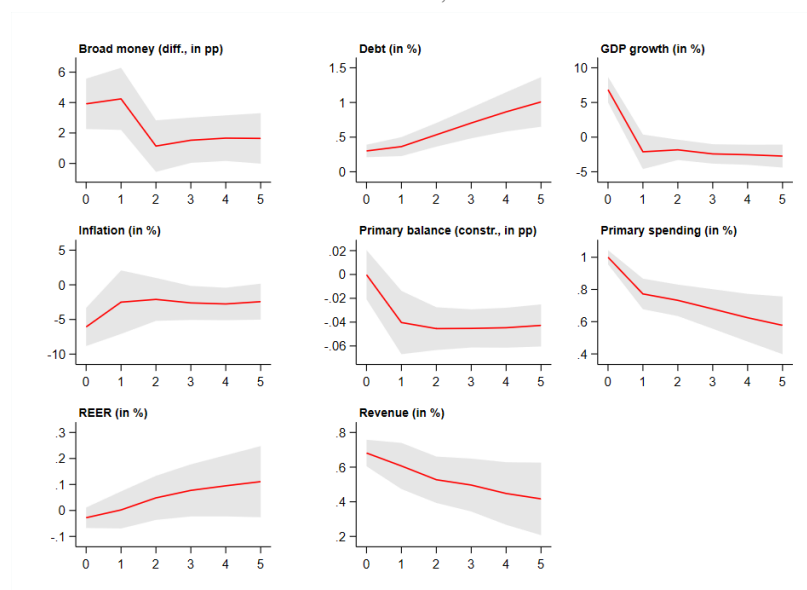 Broad money (diff., in pp)
6
4
2
0
0 1 2 3 4 5
Debt (in %)
1.5
1
.5
0
0 1 2 3 4 5
GDP growth (in %)
10
5
0
-5
0 1 2 3 4 5
Inflation (in %)
5
0
-5
-10
0 1 2 3 4 5
Primary balance (constr., in pp)
.02
0
-.02
-.04
-.06
0 1 2 3 4 5
Primary spending (in %)
1
.8
.6
.4
0 1 2 3 4 5
REER (in %)
.3
.2
.1
0
-.1
0 1 2 3 4 5
Revenue (in %)
.8
.6
.4
.2
0 1 2 3 4 5